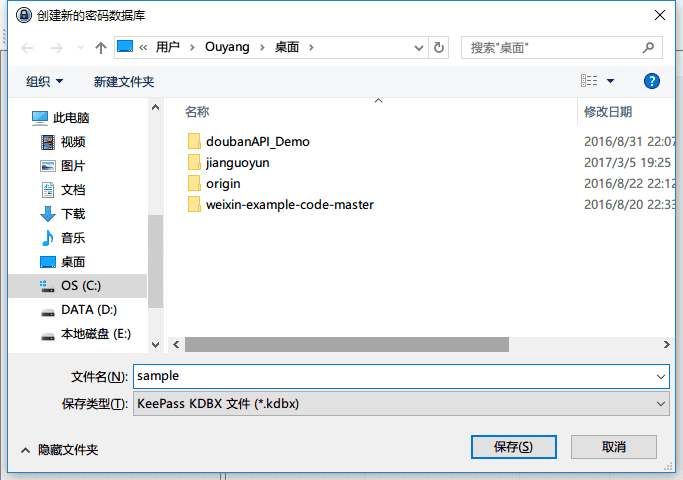 创建新的密码数据库
« 用户 › Ouyang › 桌面 ›
搜索"桌面"
组织 新建文件夹
名称 修改日期
此电脑
视频
图片
文档
下载
音乐
桌面
OS (C:)
DATA (D:)
本地磁盘 (E:)
doubanAPI_Demo 2016/8/31 22:07
jianguoyun 2017/3/5 19:25
origin 2016/8/22 22:12
weixin-example-code-master 2016/8/20 22:33
文件名(N): sample
保存类型(T): KeePass KDBX 文件 (*.kdbx)
隐藏文件夹
保存(S) 取消